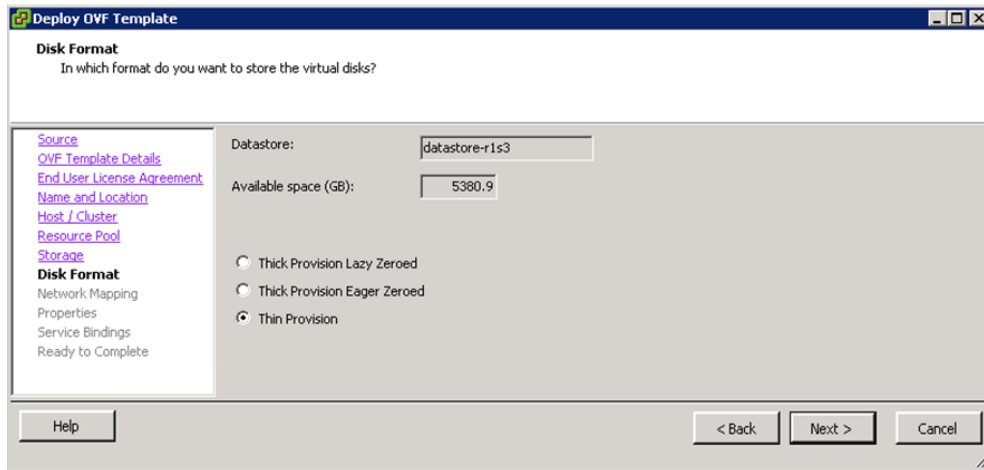 Deploy OVF Template
Disk Format
In which format do you want to store the virtual disks?
Source
OVF Template Details
End User License Agreement
Name and Location
Host / Cluster
Resource Pool
Storage
Disk Format
Network Mapping
Properties
Service Bindings
Ready to Complete
Datastore:
datastore-r1s3
Available space (GB):
5380.9
Thick Provision Lazy Zeroed
Thick Provision Eager Zeroed
Thin Provision
Help
< Back
Next >
Cancel